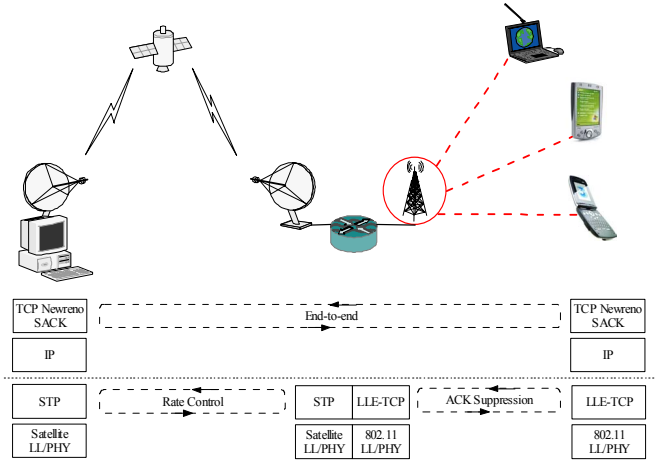 TCP Newreno
SACK
End-to-end
TCP Newreno
SACK
IP
IP
STP
Rate Control
STP
LLE-TCP
ACK Suppression
LLE-TCP
Satellite
LL/PHY
Satellite
LL/PHY
802.11
LL/PHY
802.11
LL/PHY